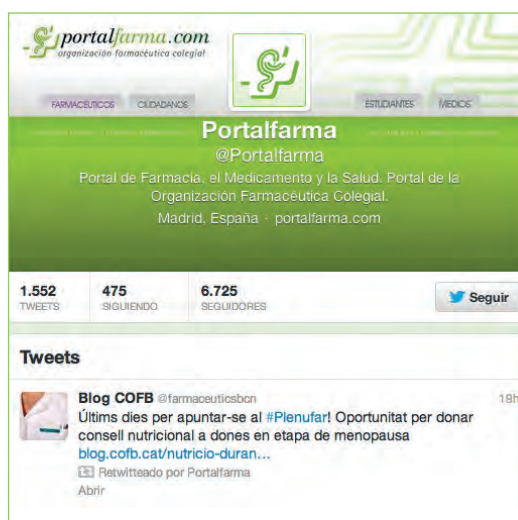 portalfarma.com
organización farmacéutica colegial
FARMACÉUTICOS CIUDADANOS ESTUDIANTES MEDIOS
Portalfarma
@Portalfarma
Portal de Farmacia, el Medicamento y la Salud. Portal de la
Organización Farmacéutica Colegial.
Madrid, España · portalfarma.com
1.552 475 6.725
TWEETS SIGUIENDO SEGUIDORES
Seguir
Tweets
Blog COFB @farmaceuticsbcn 19h
Últims dies per apuntar-se al #Plenufar! Oportunitat per donar
consell nutricional a dones en etapa de menopausa
blog.cofb.cat/nutricio-duran…
Retwitteado por Portalfarma
Abrir